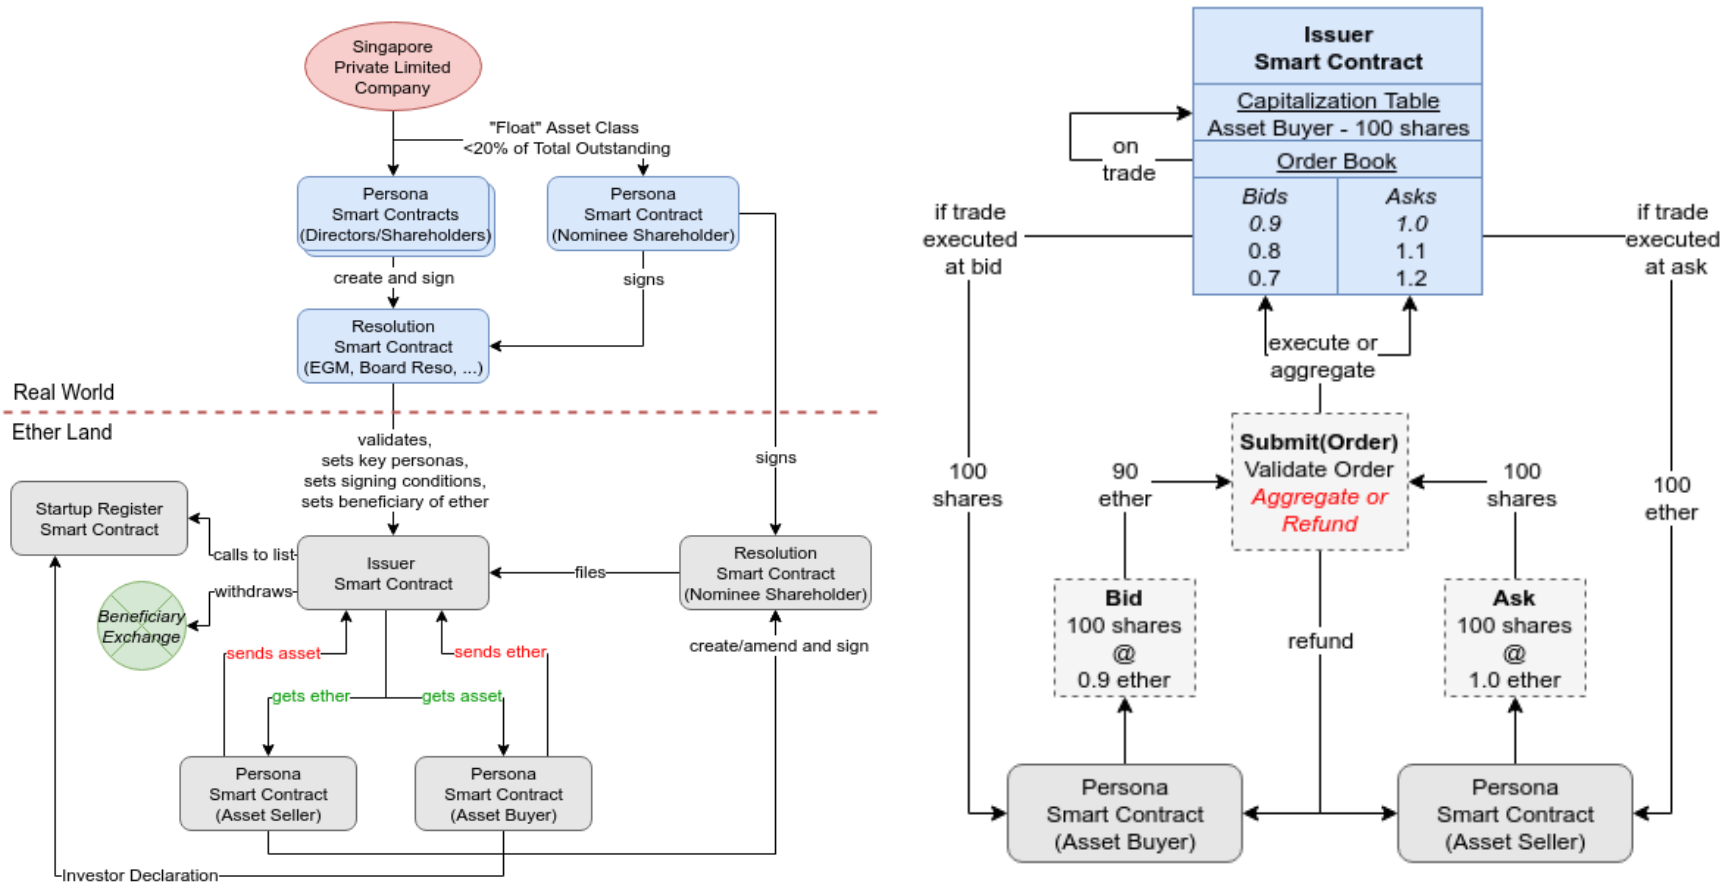 Singapore
Private Limited
Company
"Float" Asset Class
<20% of Total Outstanding
Persona
Smart Contracts
(Directors/Shareholders)
Persona
Smart Contract
(Nominee Shareholder)
create and sign
signs
Resolution
Smart Contract
(EGM, Board Reso, ...)
Real World
Ether Land
validates,
sets key personas,
sets signing conditions,
sets beneficiary of ether
signs
Startup Register
Smart Contract
calls to list
Issuer
Smart Contract
files
Resolution
Smart Contract
(Nominee Shareholder)
withdraws
Beneficiary
Exchange
sends asset
sends ether
create/amend and sign
gets ether
gets asset
Persona
Smart Contract
(Asset Seller)
Persona
Smart Contract
(Asset Buyer)
Investor Declaration
Issuer
Smart Contract
Capitalization Table
Asset Buyer - 100 shares
on
trade
Order Book
Bids
0.9
0.8
0.7
Asks
1.0
1.1
1.2
if trade
executed
at bid
if trade
executed
at ask
execute or
aggregate
Submit(Order)
Validate Order
Aggregate or
Refund
100
shares
90
ether
100
shares
100
ether
Bid
100 shares
@
0.9 ether
Ask
100 shares
@
1.0 ether
refund
Persona
Smart Contract
(Asset Buyer)
Persona
Smart Contract
(Asset Seller)